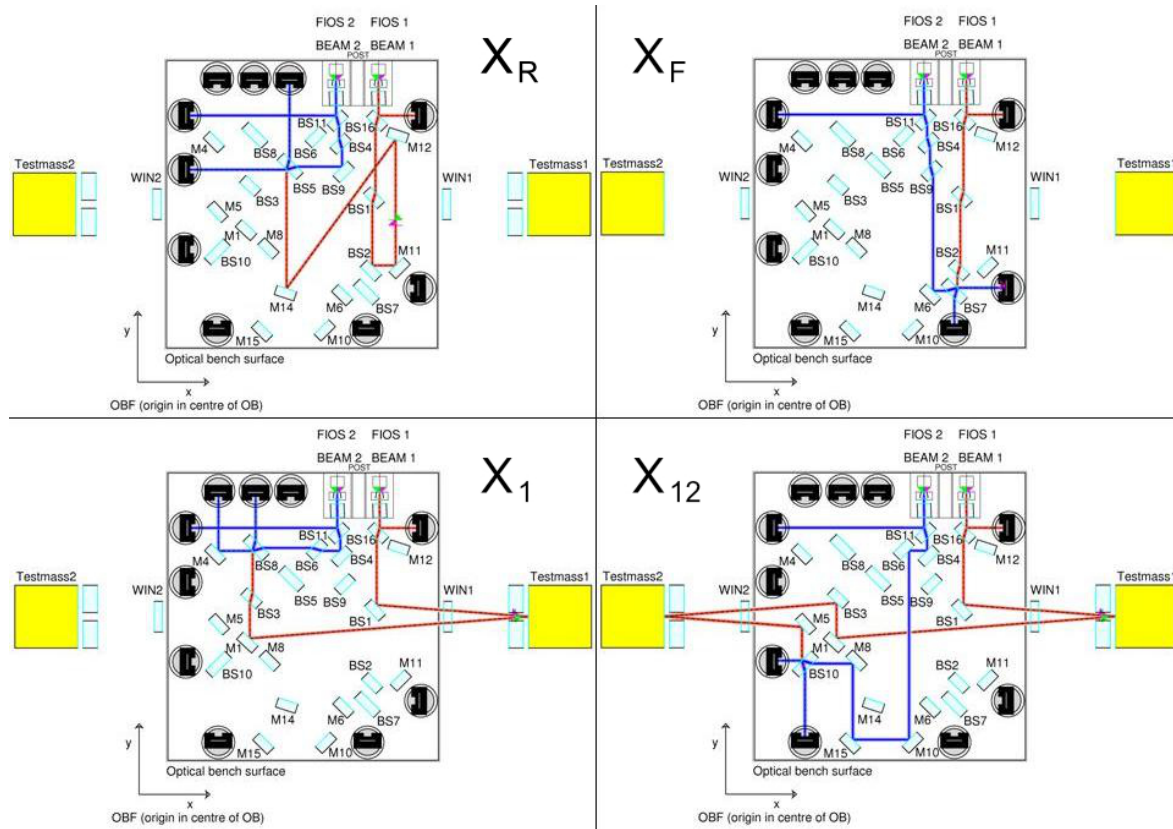 FIOS 2 FIOS 1
BEAM 2 BEAM 1
POST
X_R
BS11 BS16
M4 BS8 BS6 BS4 M12
Testmass2 Testmass1
BS5 BS9
WIN2 WIN1
BS3 BS1
M5
M1 M8
BS10 BS2 M11
M14 M6 BS7
y
M15 M10
Optical bench surface
x
OBF (origin in centre of OB)
X_F
FIOS 2 FIOS 1
BEAM 2 BEAM 1
POST
BS11 BS16
M4 BS8 BS6 BS4 M12
Testmass2 Testmass1
BS5 BS9
WIN2 WIN1
BS3 BS1
M5
M1 M8
BS10 BS2 M11
M14 M6 BS7
y
M15 M10
Optical bench surface
x
OBF (origin in centre of OB)
FIOS 2 FIOS 1
BEAM 2 BEAM 1
POST
X_1
BS11 BS16
M4 BS8 BS6 BS4 M12
Testmass2 Testmass1
BS5 BS9
WIN2 WIN1
BS3 BS1
M5
M1 M8
BS10 BS2 M11
M14 M6 BS7
y
M15 M10
Optical bench surface
x
OBF (origin in centre of OB)
X_12
FIOS 2 FIOS 1
BEAM 2 BEAM 1
POST
BS11 BS16
M4 BS8 BS6 BS4 M12
Testmass2 Testmass1
BS5 BS9
WIN2 WIN1
BS3 BS1
M5
M1 M8
BS10 BS2 M11
M14 M6 BS7
y
M15 M10
Optical bench surface
x
OBF (origin in centre of OB)